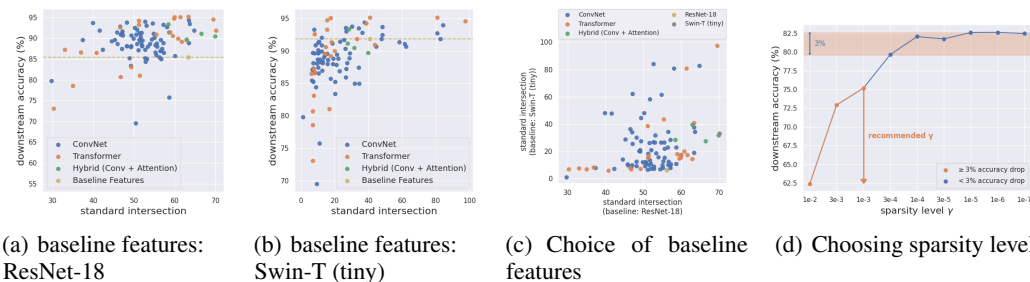 95
90
85
80
75
70
65
60
55
30
40
50
60
70
downstream accuracy (%)
standard intersection
ConvNet
Transformer
Hybrid (Conv + Attention)
Baseline Features
95
90
85
80
75
70
0
20
40
60
80
100
downstream accuracy (%)
standard intersection
ConvNet
Transformer
Hybrid (Conv + Attention)
Baseline Features
ConvNet
Transformer
Hybrid (Conv + Attention)
ResNet-18
Swin-T (tiny)
100
80
60
40
20
0
30
40
50
60
70
standard intersection
(baseline: Swin-T (tiny))
standard intersection
(baseline: ResNet-18)
82.5
80.0
77.5
75.0
72.5
70.0
67.5
65.0
62.5
downstream accuracy (%)
3%
recommended γ
≥ 3% accuracy drop
< 3% accuracy drop
1e-2
3e-3
1e-3
3e-4
1e-4
3e-5
1e-5
1e-6
1e-7
sparsity level γ
(a) baseline features:
ResNet-18
(b) baseline features:
Swin-T (tiny)
(c) Choice of baseline
features
(d) Choosing sparsity level